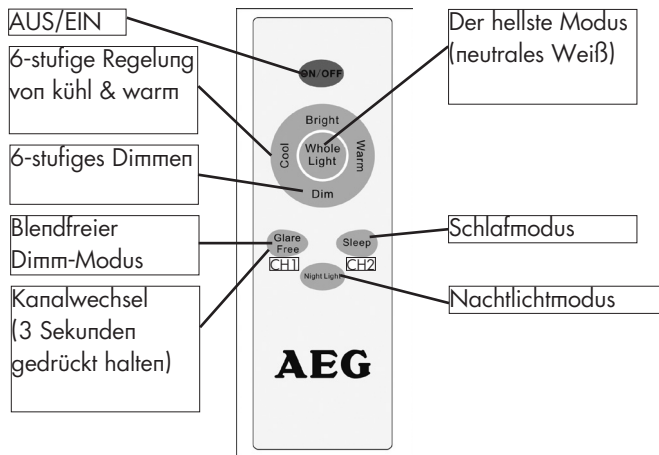 AUS/EIN
6-stufige Regelung
von kühl & warm
6-stufiges Dimmen
Blendfreier
Dimm-Modus
Kanalwechsel
(3 Sekunden
gedrückt halten)
ON/OFF
Bright
Cool
Whole
Light
Warm
Dim
Glare
Free
Sleep
CH1
CH2
Night Light
AEG
Der hellste Modus
(neutrales Weiß)
Schlafmodus
Nachtlichtmodus